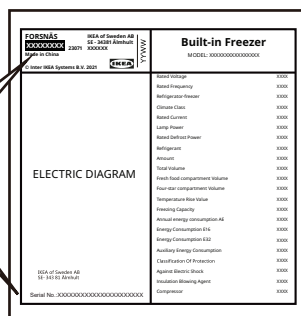 FORSNÄS
XXXXXXXXX 23071
Made in China
© Inter IKEA Systems B.V. 2021
IKEA of Sweden AB
SE - 34381 Älmhult
XXXXXX
IKEA
YYWW
Built-in Freezer
MODEL: XXXXXXXXXXXXXXX
ELECTRIC DIAGRAM
IKEA of Sweden AB
SE- 343 81 Älmhult
Serial No.:XXXXXXXXXXXXXXXXXXXXXX
Rated Voltage XXXX
Rated Frequency XXXX
Refrigerator-freezer XXXX
Climate Class XXXX
Rated Current XXXX
Lamp Power XXXX
Rated Defrost Power XXXX
Refrigerant XXXX
Amount XXXX
Total Volume XXXX
Fresh food compartment Volume XXXX
Four-star compartment Volume XXXX
Temperature Rise Value XXXX
Freezing Capacity XXXX
Annual energy consumption AE XXXX
Energy Consumption E16 XXXX
Energy Consumption E32 XXXX
Auxiliary Energy Consumption XXXX
Classification Of Protection XXXX
Against Electric Shock XXXX
Insulation Blowing Agent XXXX
Compressor XXXX